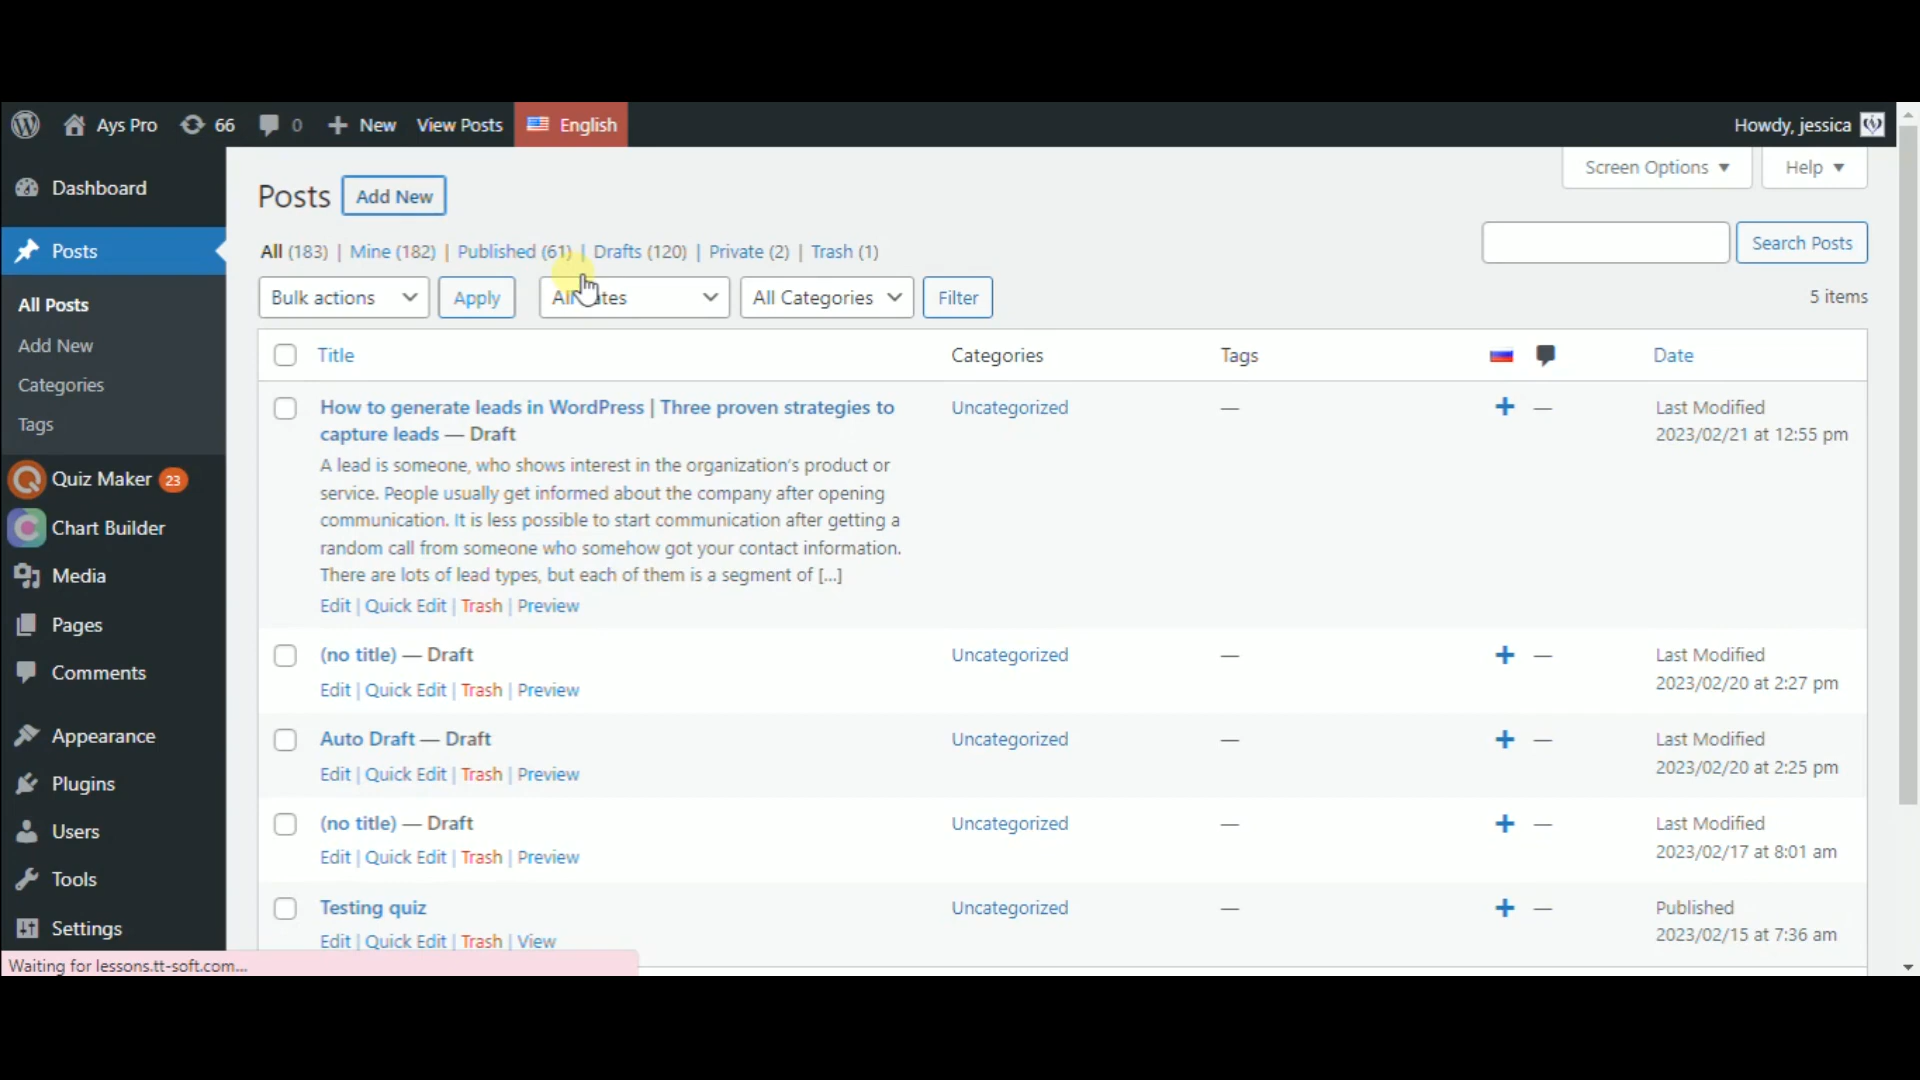 Ays Pro 66 0 New View Posts English Howdy, jessica
Screen Options Help
Dashboard
Posts
All Posts
Add New
Categories
Tags
Quiz Maker 23
Chart Builder
Media
Pages
Comments
Appearance
Plugins
Users
Tools
Settings
Waiting for lessons.tt-soft.com...
Posts Add New
All (183) | Mine (182) | Published (61) | Drafts (120) | Private (2) | Trash (1)
Search Posts
Bulk actions Apply All Categories Filter 5 items
Title Categories Tags Date
How to generate leads in WordPress | Three proven strategies to
capture leads — Draft
Uncategorized — + — Last Modified
2023/02/21 at 12:55 pm
A lead is someone, who shows interest in the organization's product or
service. People usually get informed about the company after opening
communication. It is less possible to start communication after getting a
random call from someone who somehow got your contact information.
There are lots of lead types, but each of them is a segment of [...]
Edit | Quick Edit | Trash | Preview
(no title) — Draft Uncategorized — + — Last Modified
2023/02/20 at 2:27 pm
Edit | Quick Edit | Trash | Preview
Auto Draft — Draft Uncategorized — + — Last Modified
2023/02/20 at 2:25 pm
Edit | Quick Edit | Trash | Preview
(no title) — Draft Uncategorized — + — Last Modified
2023/02/17 at 8:01 am
Edit | Quick Edit | Trash | Preview
Testing quiz Uncategorized — + — Published
2023/02/15 at 7:36 am
Edit | Quick Edit | Trash | View